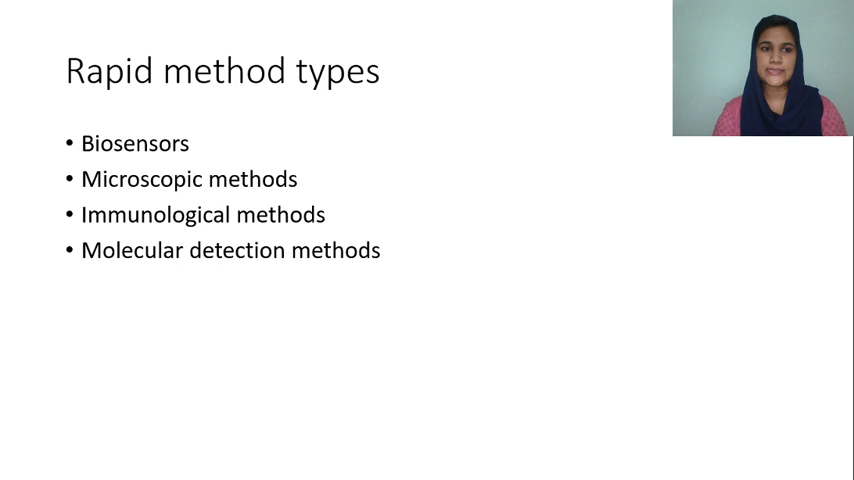 Rapid method types
• Biosensors
• Microscopic methods
• Immunological methods
• Molecular detection methods